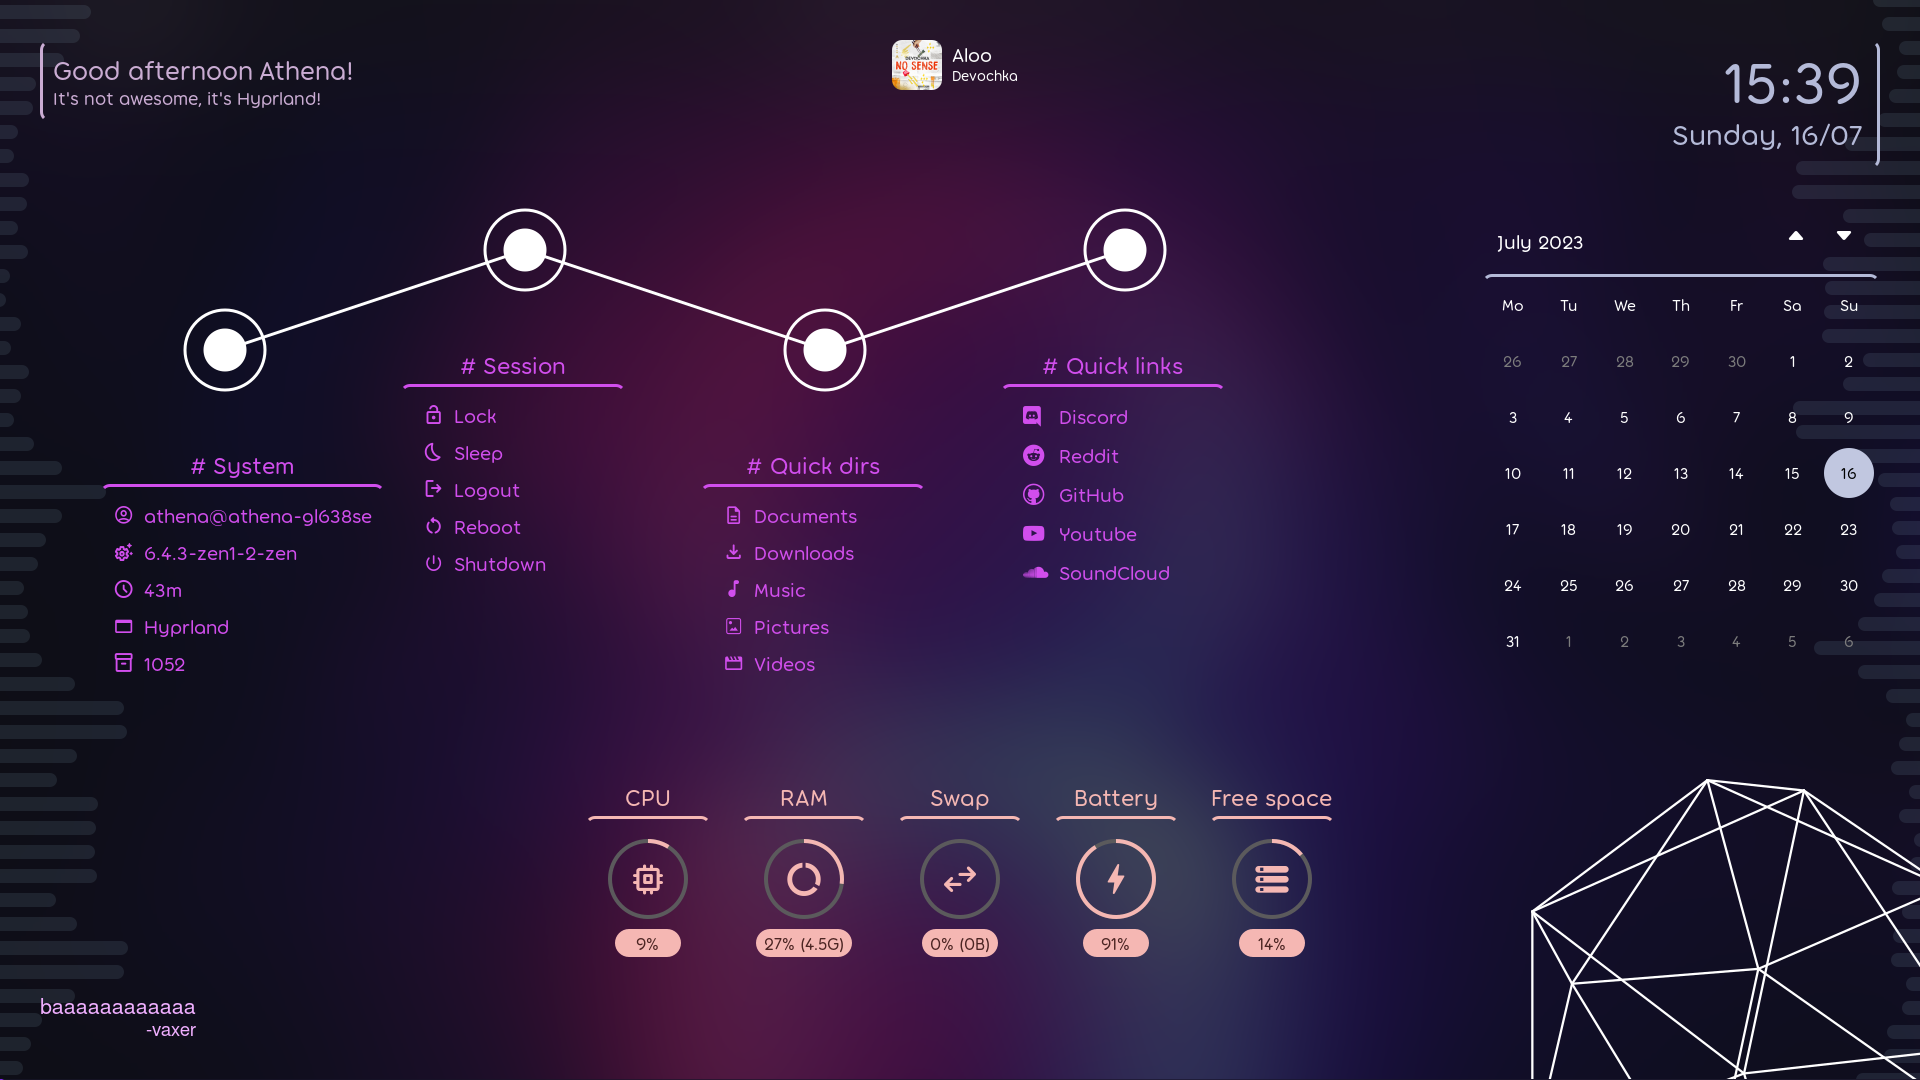 Good afternoon Athena!
It's not awesome, it's Hyprland!
DEVOCHKA
NO SENSE
Aloo
Devochka
15:39
Sunday, 16/07
# System
athena@athena-gl638se
6.4.3-zen1-2-zen
43m
Hyprland
1052
# Session
Lock
Sleep
Logout
Reboot
Shutdown
# Quick dirs
Documents
Downloads
Music
Pictures
Videos
# Quick links
Discord
Reddit
GitHub
Youtube
SoundCloud
July 2023
Mo Tu We Th Fr Sa Su
26 27 28 29 30 1 2
3 4 5 6 7 8 9
10 11 12 13 14 15 16
17 18 19 20 21 22 23
24 25 26 27 28 29 30
31 1 2 3 4 5 6
CPU RAM Swap Battery Free space
9% 27% (4.5G) 0% (0B) 91% 14%
baaaaaaaaaaaa
-vaxer